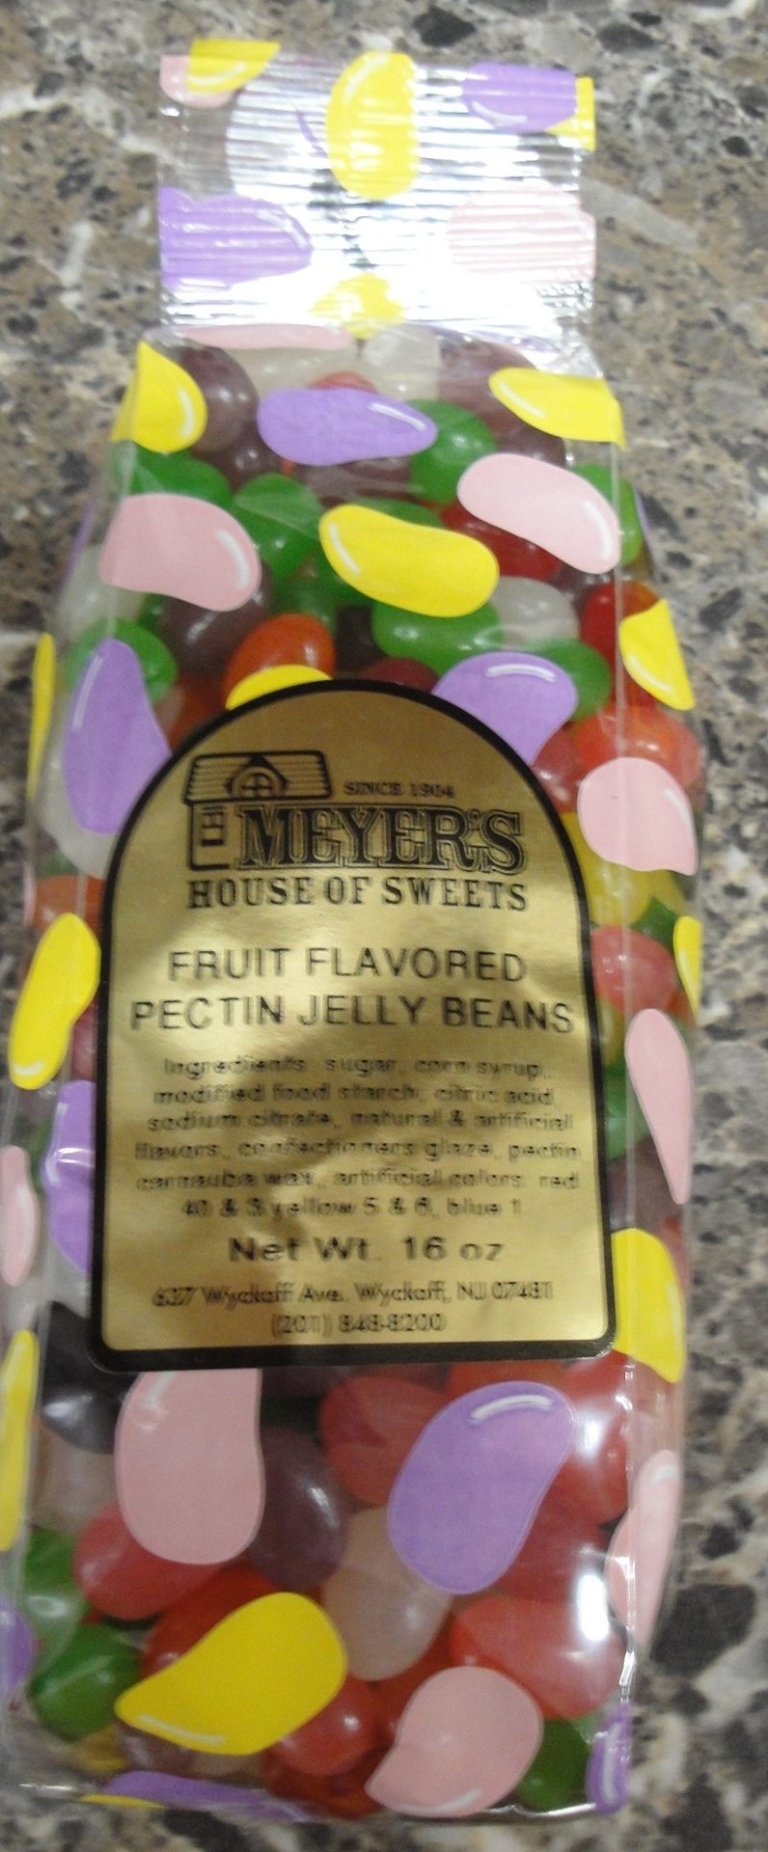 SINCE 1904
MEYER'S
HOUSE OF SWEETS
FRUIT FLAVORED
PECTIN JELLY BEANS
Ingredients: sugar, corn syrup,
modified food starch, citric acid,
sodium citrate, natural & artificial
flavors, confectioners glaze, pectin
carnauba wax, artificial colors: red
40 & 3 yellow 5 & 6, blue 1
Net Wt. 16 oz
637 Wyckoff Ave. Wyckoff, NJ 07481
(201) 848-8200